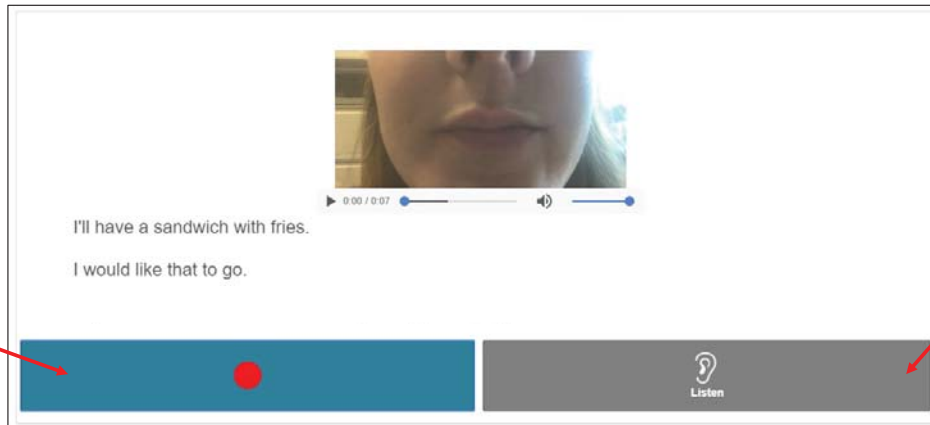 0:00 / 0:07
I'll have a sandwich with fries.
I would like that to go.
Listen